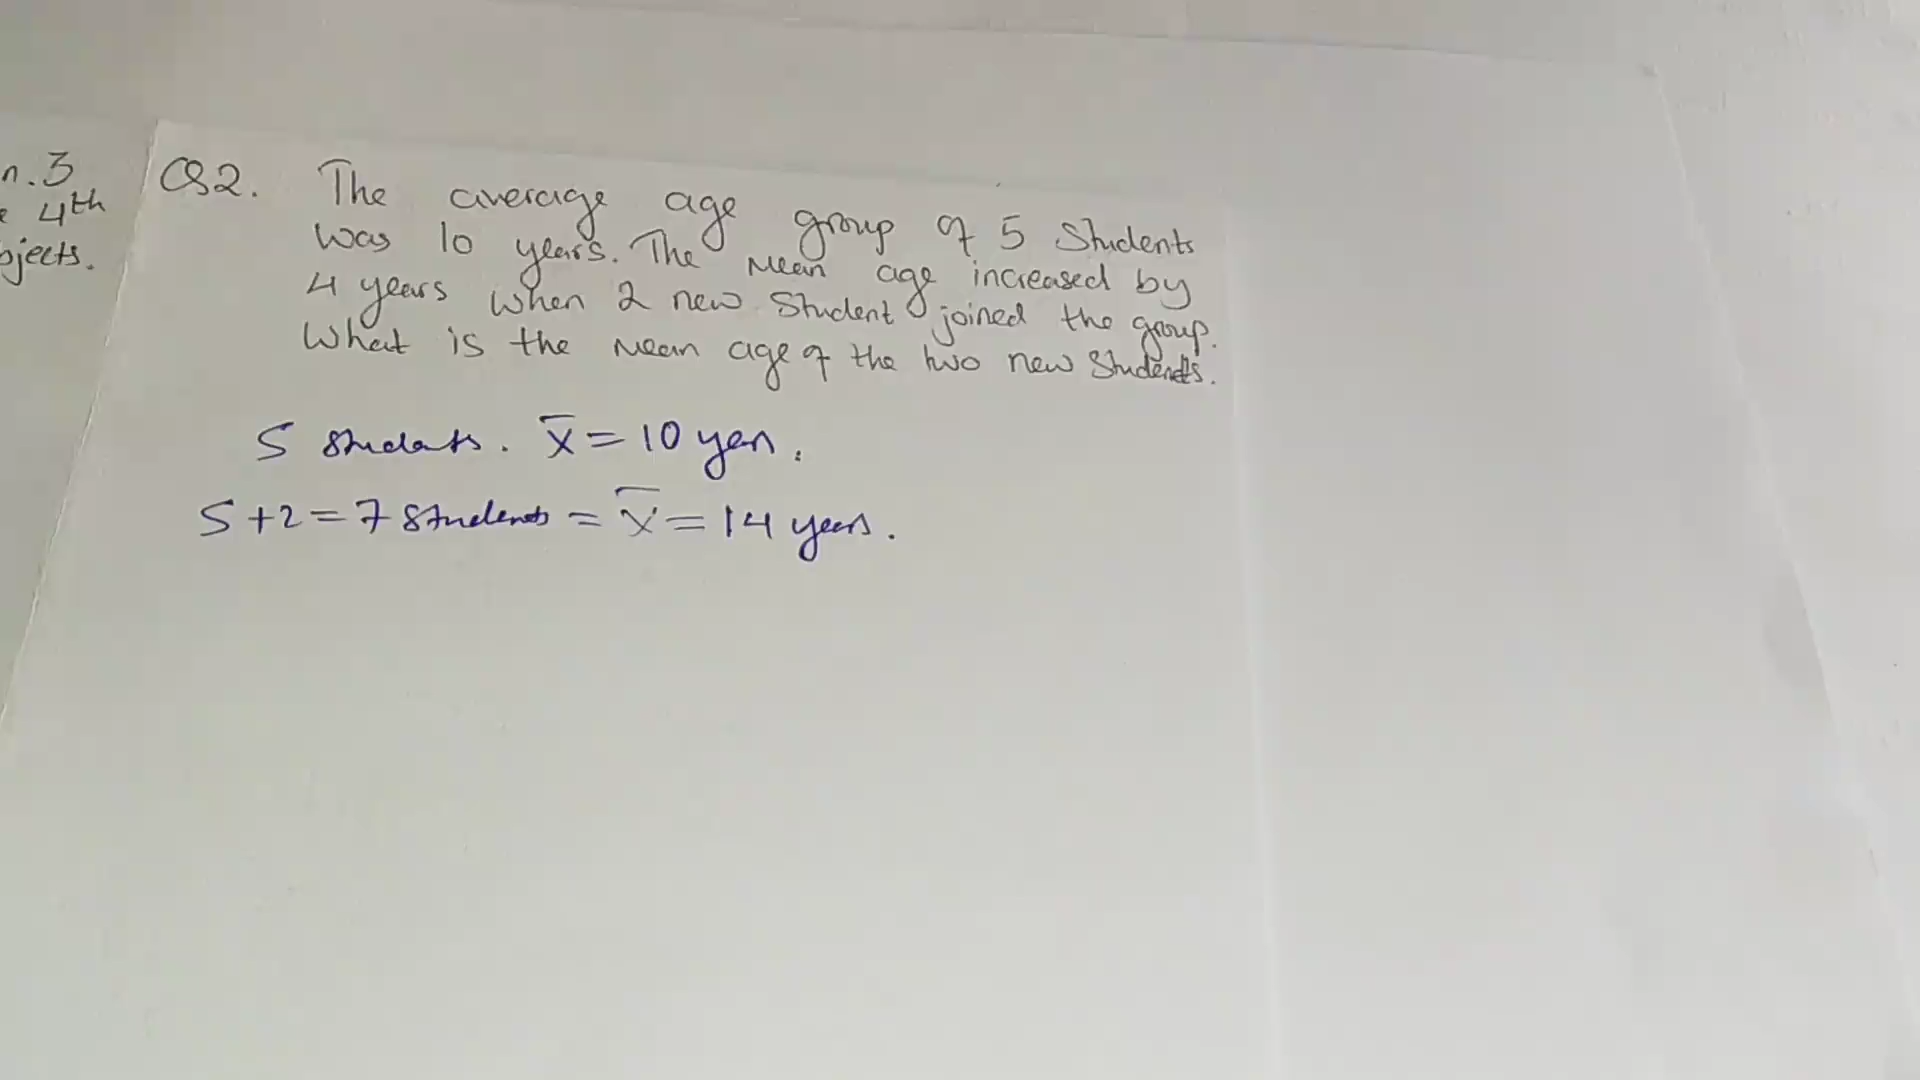 n. 3
4th
ojects.
Q2. The average age group of 5 Students
was 10 years. The Mean age increased by
4 years when 2 new Student joined the group.
What is the Mean age of the two new Students.
5 students. x̄ = 10 years.
5+2 = 7 Students = x̄ = 14 years.